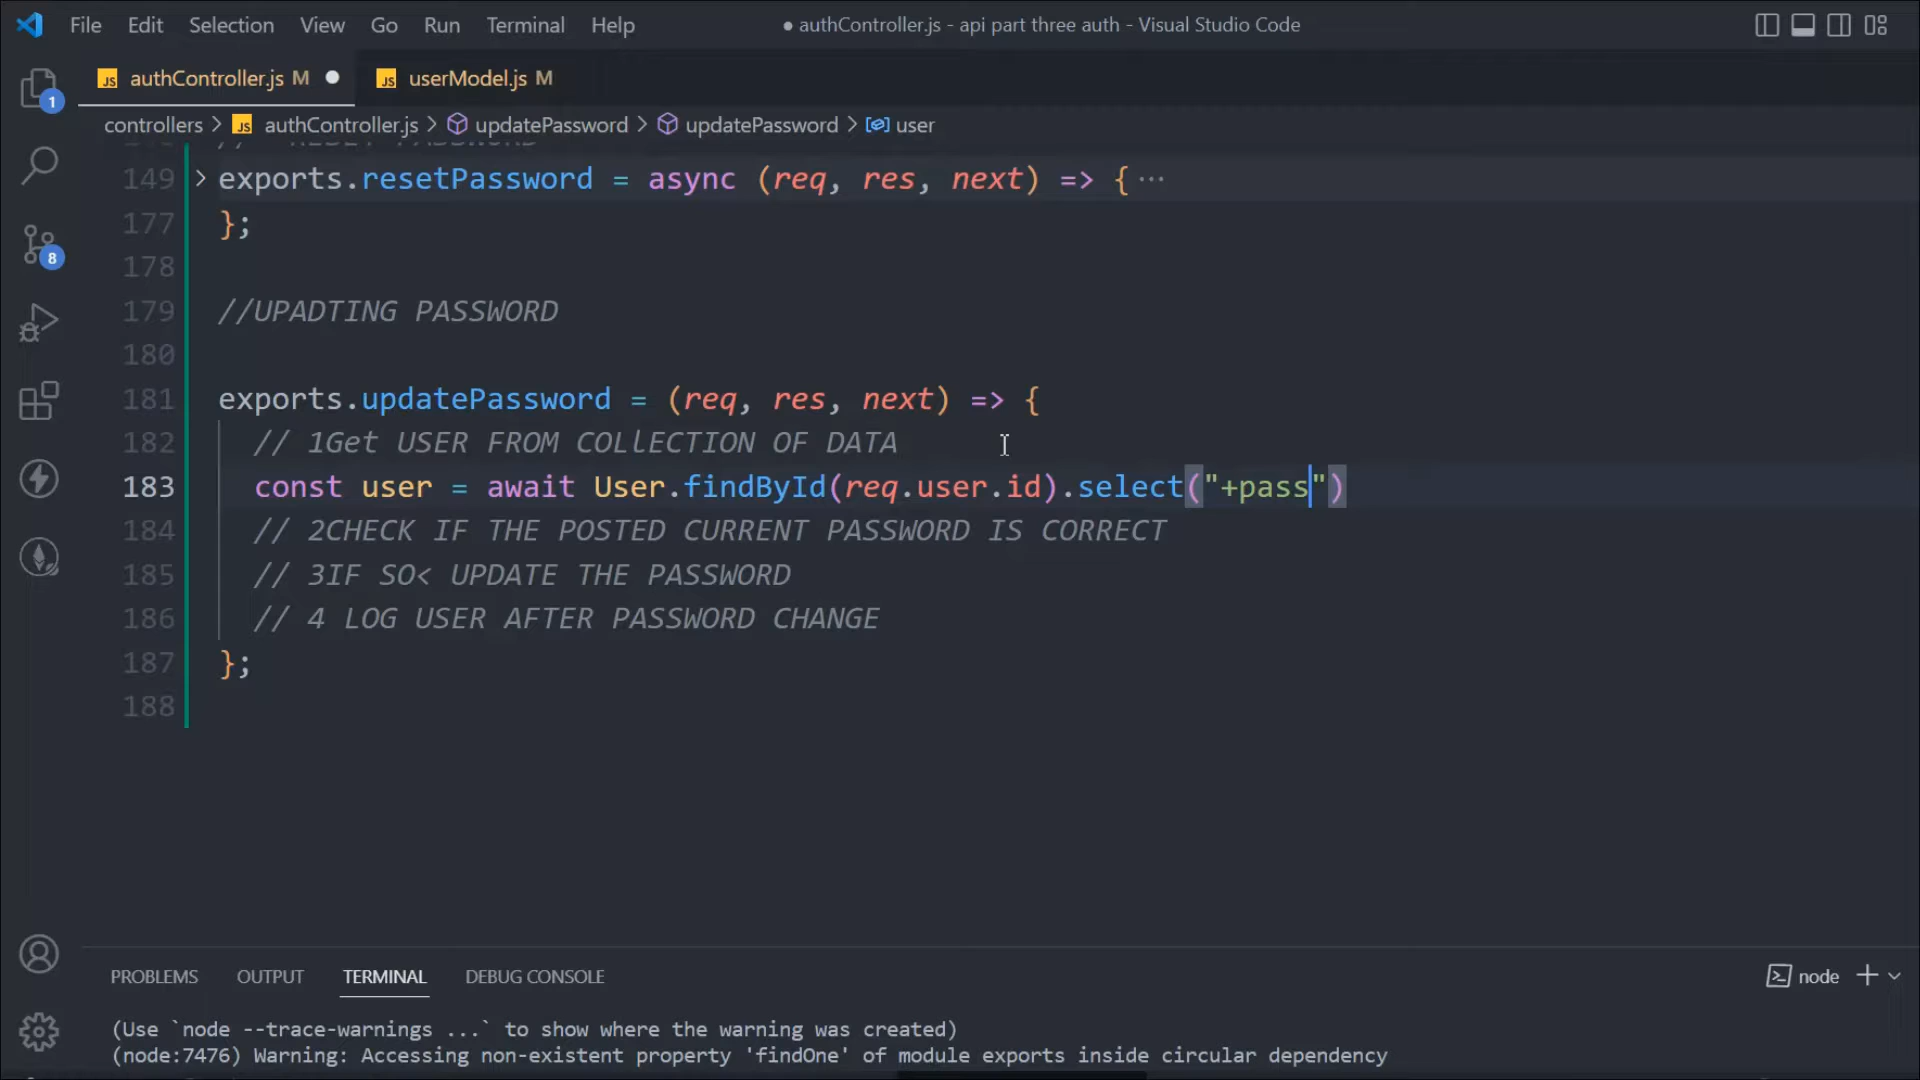 File Edit Selection View Go Run Terminal Help ● authController.js - api part three auth - Visual Studio Code
JS authController.js M ● JS userModel.js M
1
controllers > JS authController.js > updatePassword > updatePassword > user
149 > exports.resetPassword = async (req, res, next) => { ···
177 };
178
8
179 //UPADTING PASSWORD
180
181 exports.updatePassword = (req, res, next) => {
182 // 1Get USER FROM COLlECTION OF DATA
183 const user = await User.findById(req.user.id).select("+pass")
184 // 2CHECK IF THE POSTED CURRENT PASSWORD IS CORRECT
185 // 3IF SO< UPDATE THE PASSWORD
186 // 4 LOG USER AFTER PASSWORD CHANGE
187 };
188
PROBLEMS OUTPUT TERMINAL DEBUG CONSOLE node
(Use `node --trace-warnings ...` to show where the warning was created)
(node:7476) Warning: Accessing non-existent property 'findOne' of module exports inside circular dependency